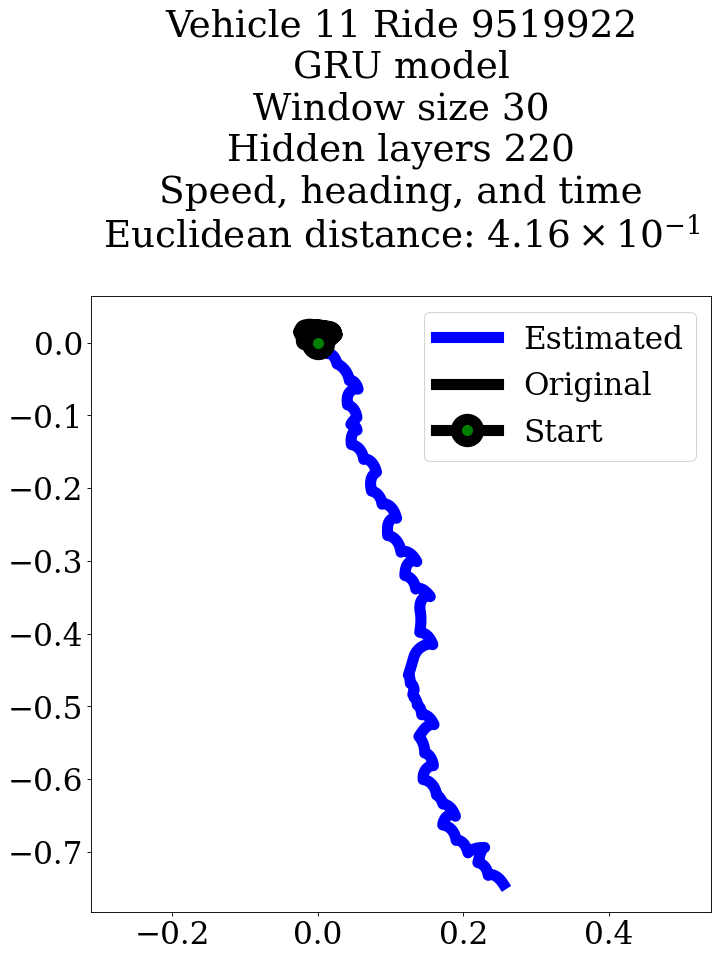 Vehicle 11 Ride 9519922
GRU model
Window size 30
Hidden layers 220
Speed, heading, and time
Euclidean distance: 4.16 × 10⁻¹
Estimated
Original
Start
0.0
−0.1
−0.2
−0.3
−0.4
−0.5
−0.6
−0.7
−0.2 0.0 0.2 0.4